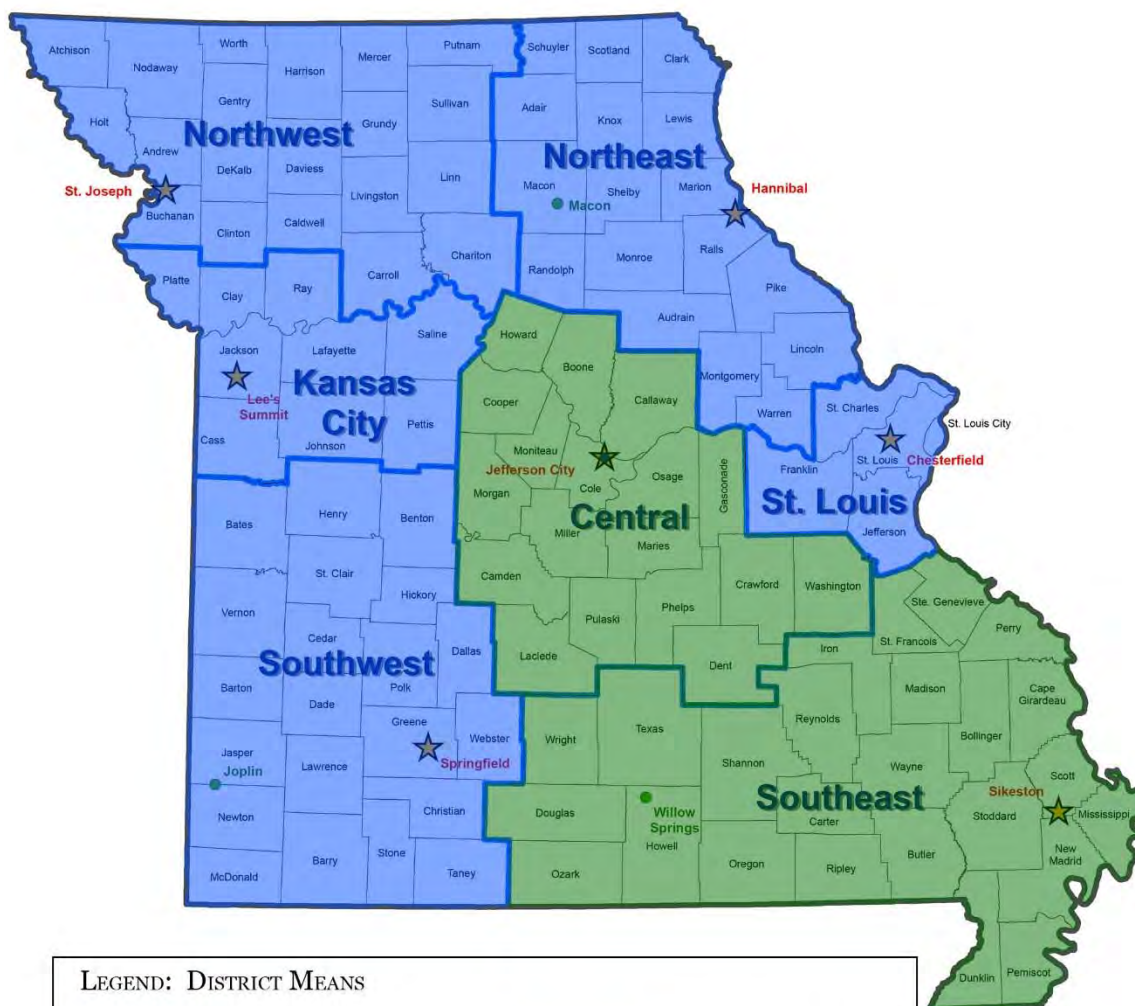 Atchison
Nodaway
Worth
Harrison
Mercer
Putnam
Schuyler
Scotland
Clark
Gentry
Sullivan
Adair
Knox
Lewis
Holt
Andrew
Northwest
Grundy
Northeast
DeKalb
Daviess
Linn
St. Joseph
Macon
Shelby
Marion
Hannibal
Livingston
Macon
Buchanan
Clinton
Caldwell
Ralls
Chariton
Monroe
Randolph
Carroll
Platte
Clay
Ray
Pike
Audrain
Saline
Howard
Jackson
Lafayette
Boone
Lincoln
Montgomery
Kansas
City
Lee's
Summit
Cooper
Callaway
St. Charles
Warren
St. Louis City
Cass
Johnson
Pettis
Moniteau
Jefferson City
Franklin
St. Louis
Chesterfield
Osage
Gasconade
Cole
Morgan
Central
St. Louis
Bates
Henry
Benton
Miller
Maries
Jefferson
St. Clair
Camden
Crawford
Washington
Hickory
Phelps
Ste. Genevieve
Vernon
Pulaski
Cedar
Dallas
St. Francois
Perry
Southwest
Laclede
Dent
Iron
Barton
Polk
Madison
Cape
Girardeau
Dade
Greene
Reynolds
Wright
Texas
Bollinger
Jasper
Webster
Springfield
Lawrence
Shannon
Wayne
Scott
Joplin
Southeast
Sikeston
Newton
Christian
Douglas
Willow
Springs
Carter
Stoddard
Mississippi
Howell
New
Madrid
Barry
Stone
Taney
McDonald
Ozark
Oregon
Ripley
Butler
Dunklin
Pemiscot
LEGEND: DISTRICT MEANS